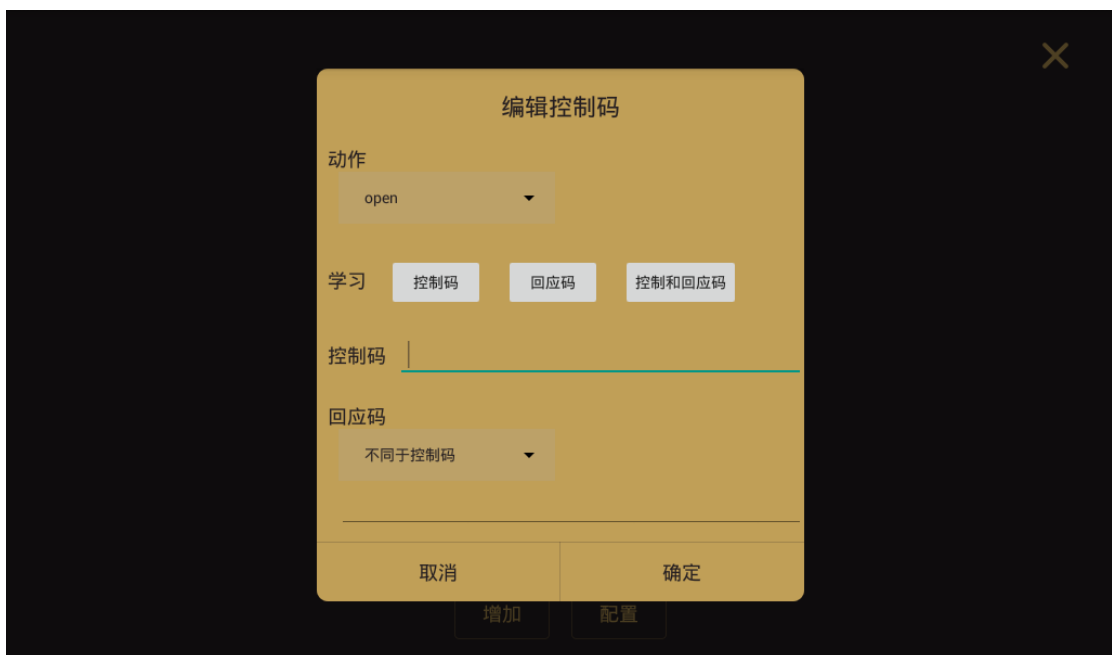 编辑控制码
动作
open
学习 控制码 回应码 控制和回应码
控制码
回应码
不同于控制码
取消 确定
增加 配置